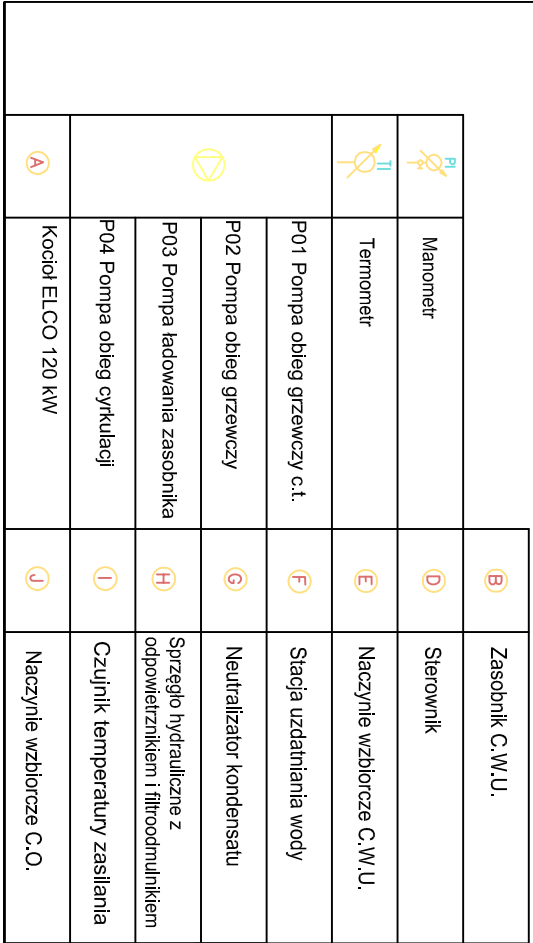 PI
Manometr
TI
Termometr
P01 Pompa obieg grzewczy c.t.
P02 Pompa obieg grzewczy
P03 Pompa ładowania zasobnika
P04 Pompa obieg cyrkulacji
A
Kocioł ELCO 120 kW
B
Zasobnik C.W.U.
D
Sterownik
E
Naczynie wzbiorcze C.W.U.
F
Stacja uzdatniania wody
G
Neutralizator kondensatu
H
Sprzęgło hydrauliczne z
odpowietrznikiem i filtroodmulnikiem
I
Czujnik temperatury zasilania
J
Naczynie wzbiorcze C.O.